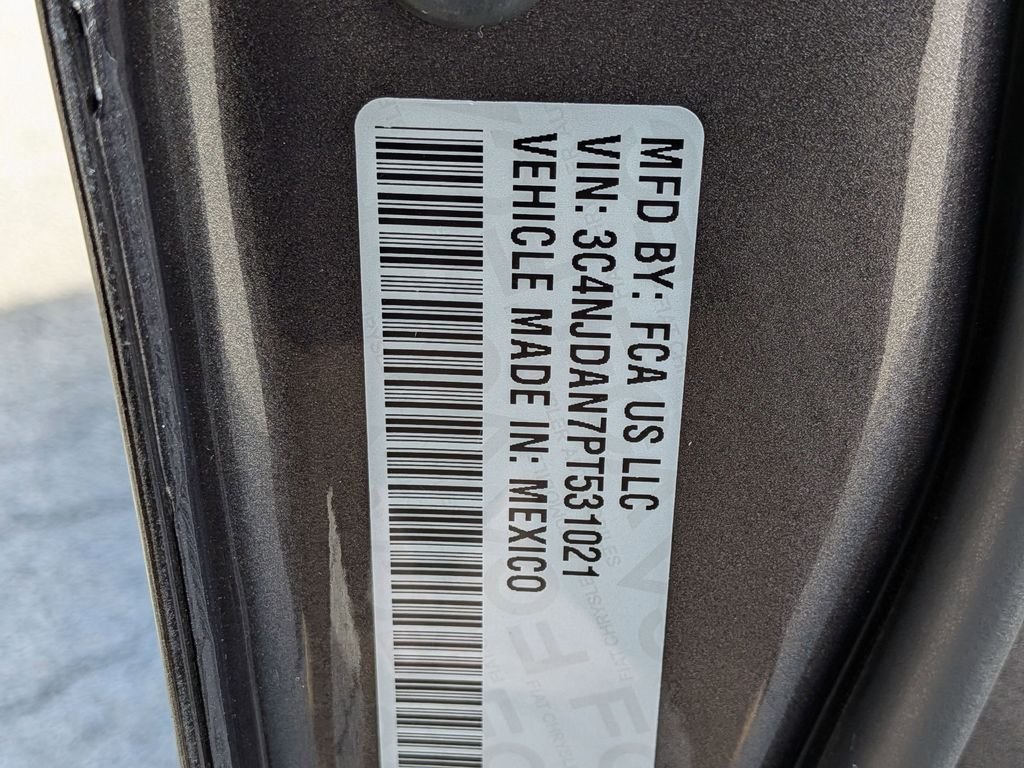 MFD BY: FCA US LLC
VIN: 3C4NJDAN7PT531021
VEHICLE MADE IN: MEXICO